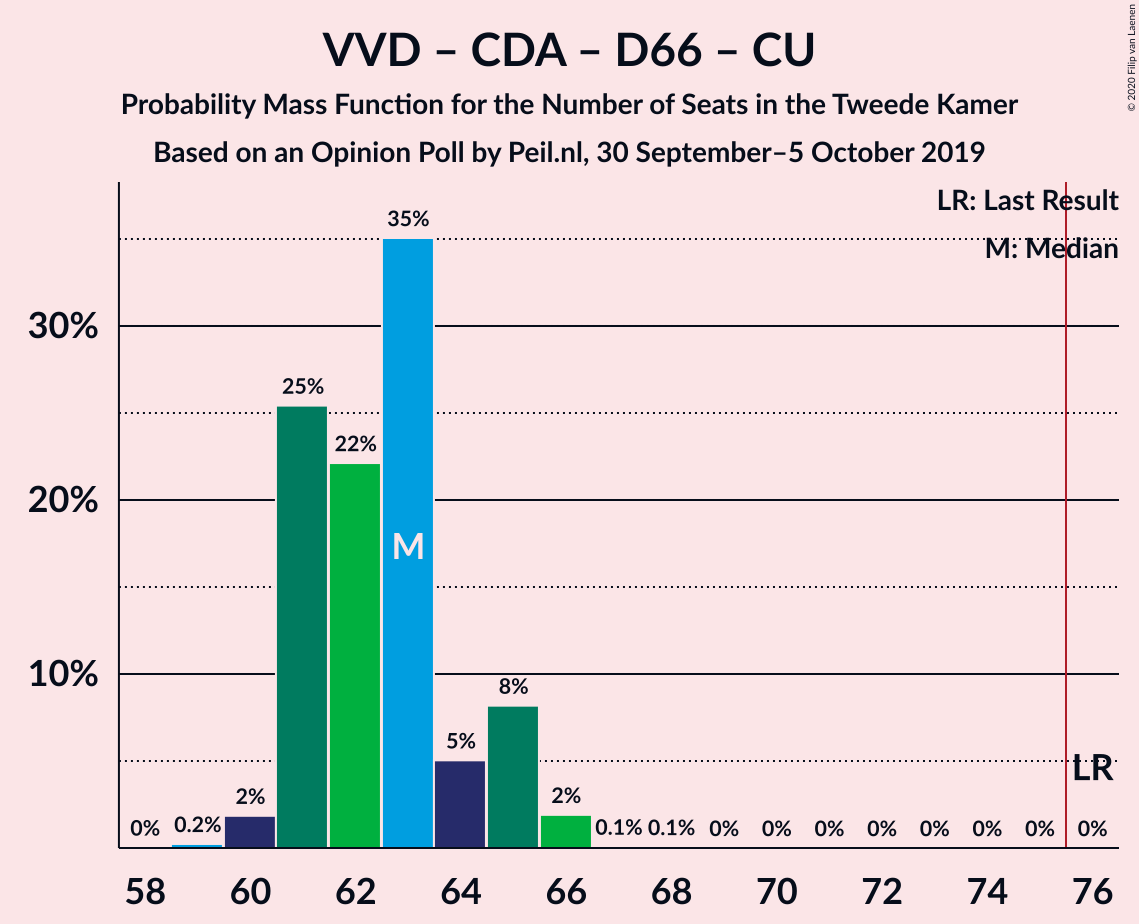 VVD – CDA – D66 – CU
Probability Mass Function for the Number of Seats in the Tweede Kamer
Based on an Opinion Poll by Peil.nl, 30 September–5 October 2019
© 2020 Filip van Laenen
LR: Last Result
M: Median
35%
30%
25%
22%
20%
M
10%
8%
5%
LR
2%
2%
0% 0.2% 0.1% 0.1% 0% 0% 0% 0% 0% 0% 0% 0%
58 60 62 64 66 68 70 72 74 76